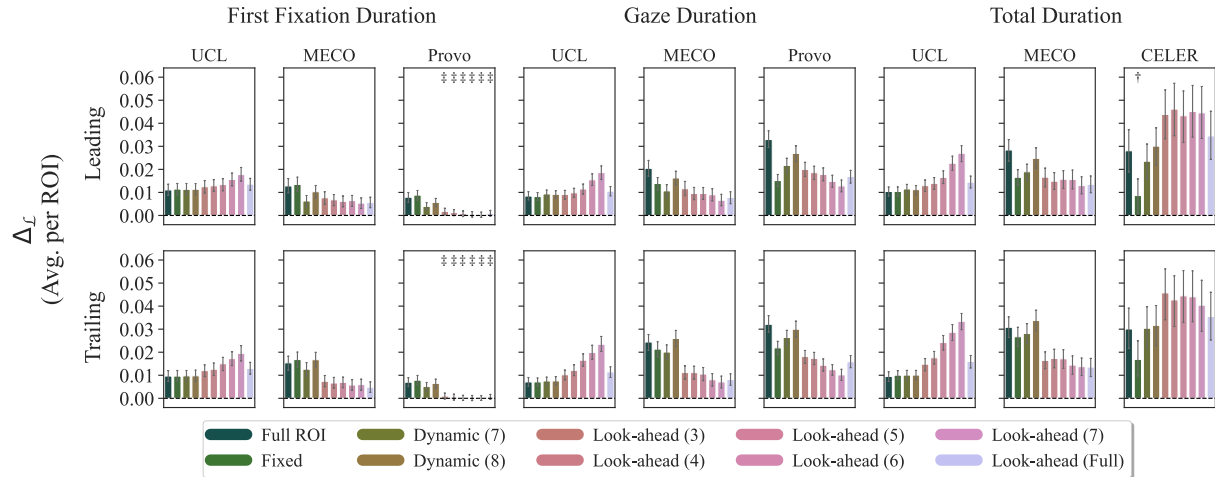 First Fixation Duration Gaze Duration Total Duration
UCL MECO Provo UCL MECO Provo UCL MECO CELER
Δ𝓛
(Avg. per ROI)
Leading
0.06
0.05
0.04
0.03
0.02
0.01
0.00
‡‡‡‡‡‡
†
Trailing
0.06
0.05
0.04
0.03
0.02
0.01
0.00
‡‡‡‡‡‡
Full ROI Dynamic (7) Look-ahead (3) Look-ahead (5) Look-ahead (7)
Fixed Dynamic (8) Look-ahead (4) Look-ahead (6) Look-ahead (Full)